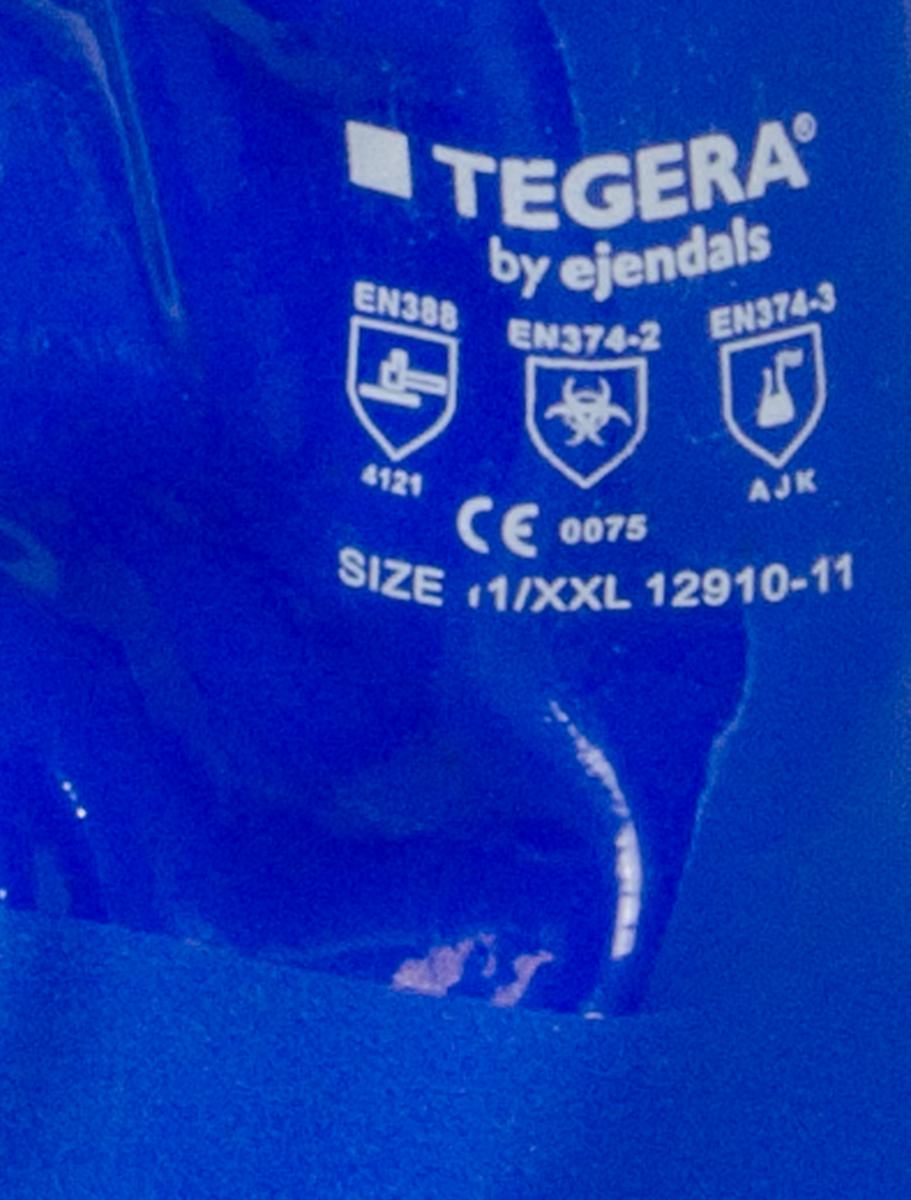 TEGERA®
by ejendals
EN388 EN374-2 EN374-3
4121 AJK
CE 0075
SIZE 11/XXL 12910-11